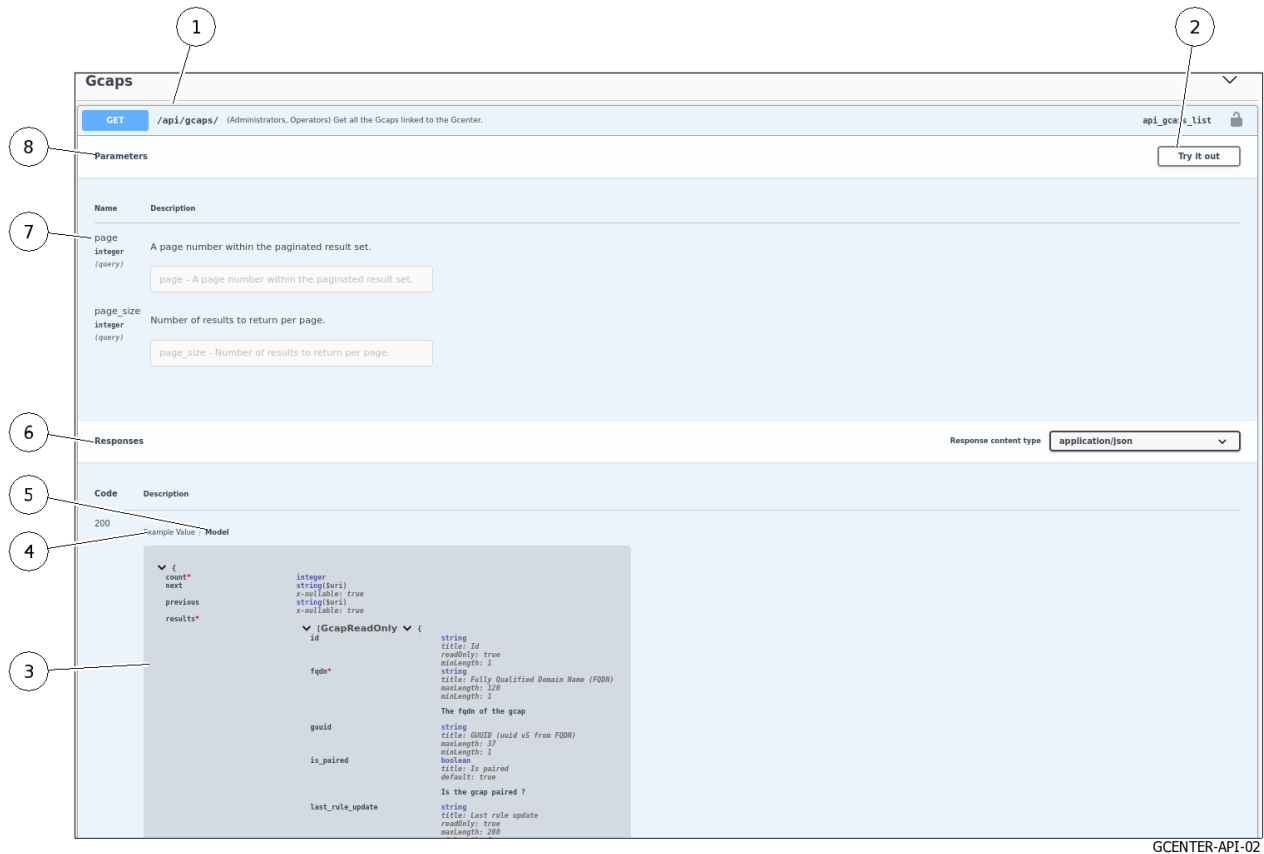 1
2
Gcaps
GET /api/gcaps/ (Administrators, Operators) Get all the Gcaps linked to the Gcenter. api_gcaps_list
8
Parameters
Try it out
Name Description
7
page
integer
(query)
A page number within the paginated result set.
page - A page number within the paginated result set.
page_size
integer
(query)
Number of results to return per page.
page_size - Number of results to return per page.
6
Responses
Response content type application/json
5
Code Description
200
4
Example Value | Model
{
count* integer
next string($uri)
x-nullable: true
previous string($uri)
x-nullable: true
results*
[GcapReadOnly {
id string
title: Id
readOnly: true
minLength: 1
3
fqdn* string
title: Fully Qualified Domain Name (FQDN)
maxLength: 120
minLength: 1
The fqdn of the gcap
guuid string
title: GUUID (uuid v5 from FQDN)
maxLength: 37
minLength: 1
is_paired boolean
title: Is paired
default: true
Is the gcap paired ?
last_rule_update string
title: Last rule update
readOnly: true
maxLength: 200
GCENTER-API-02